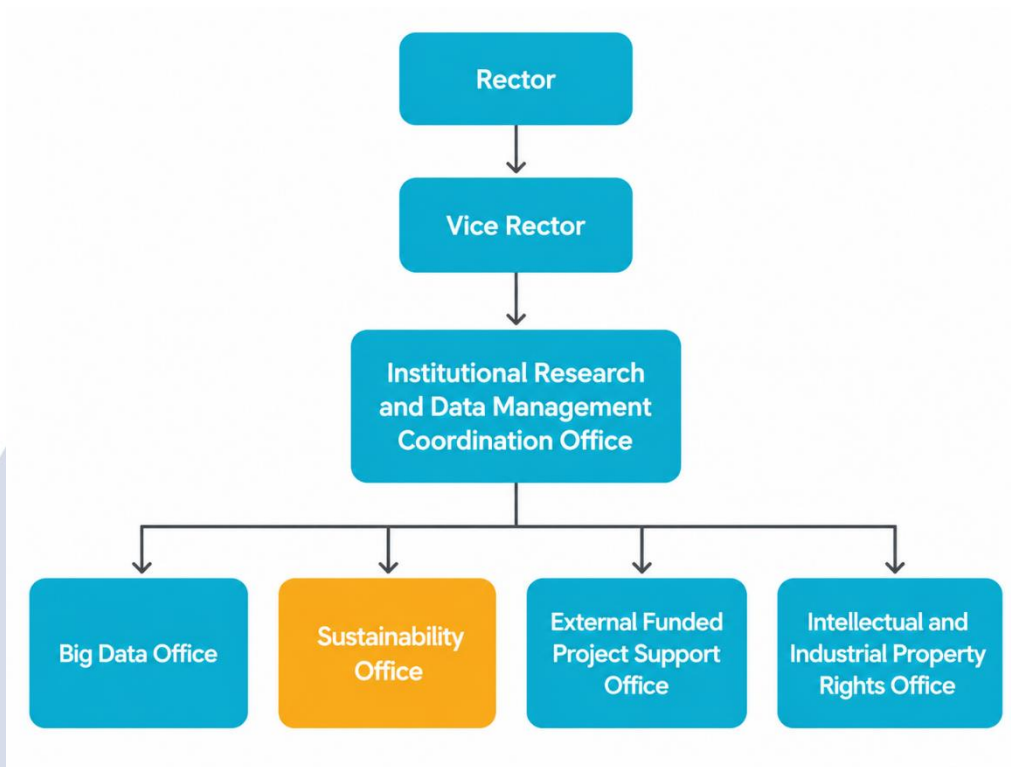 Rector
Vice Rector
Institutional Research
and Data Management
Coordination Office
Big Data Office
Sustainability
Office
External Funded
Project Support
Office
Intellectual and
Industrial Property
Rights Office